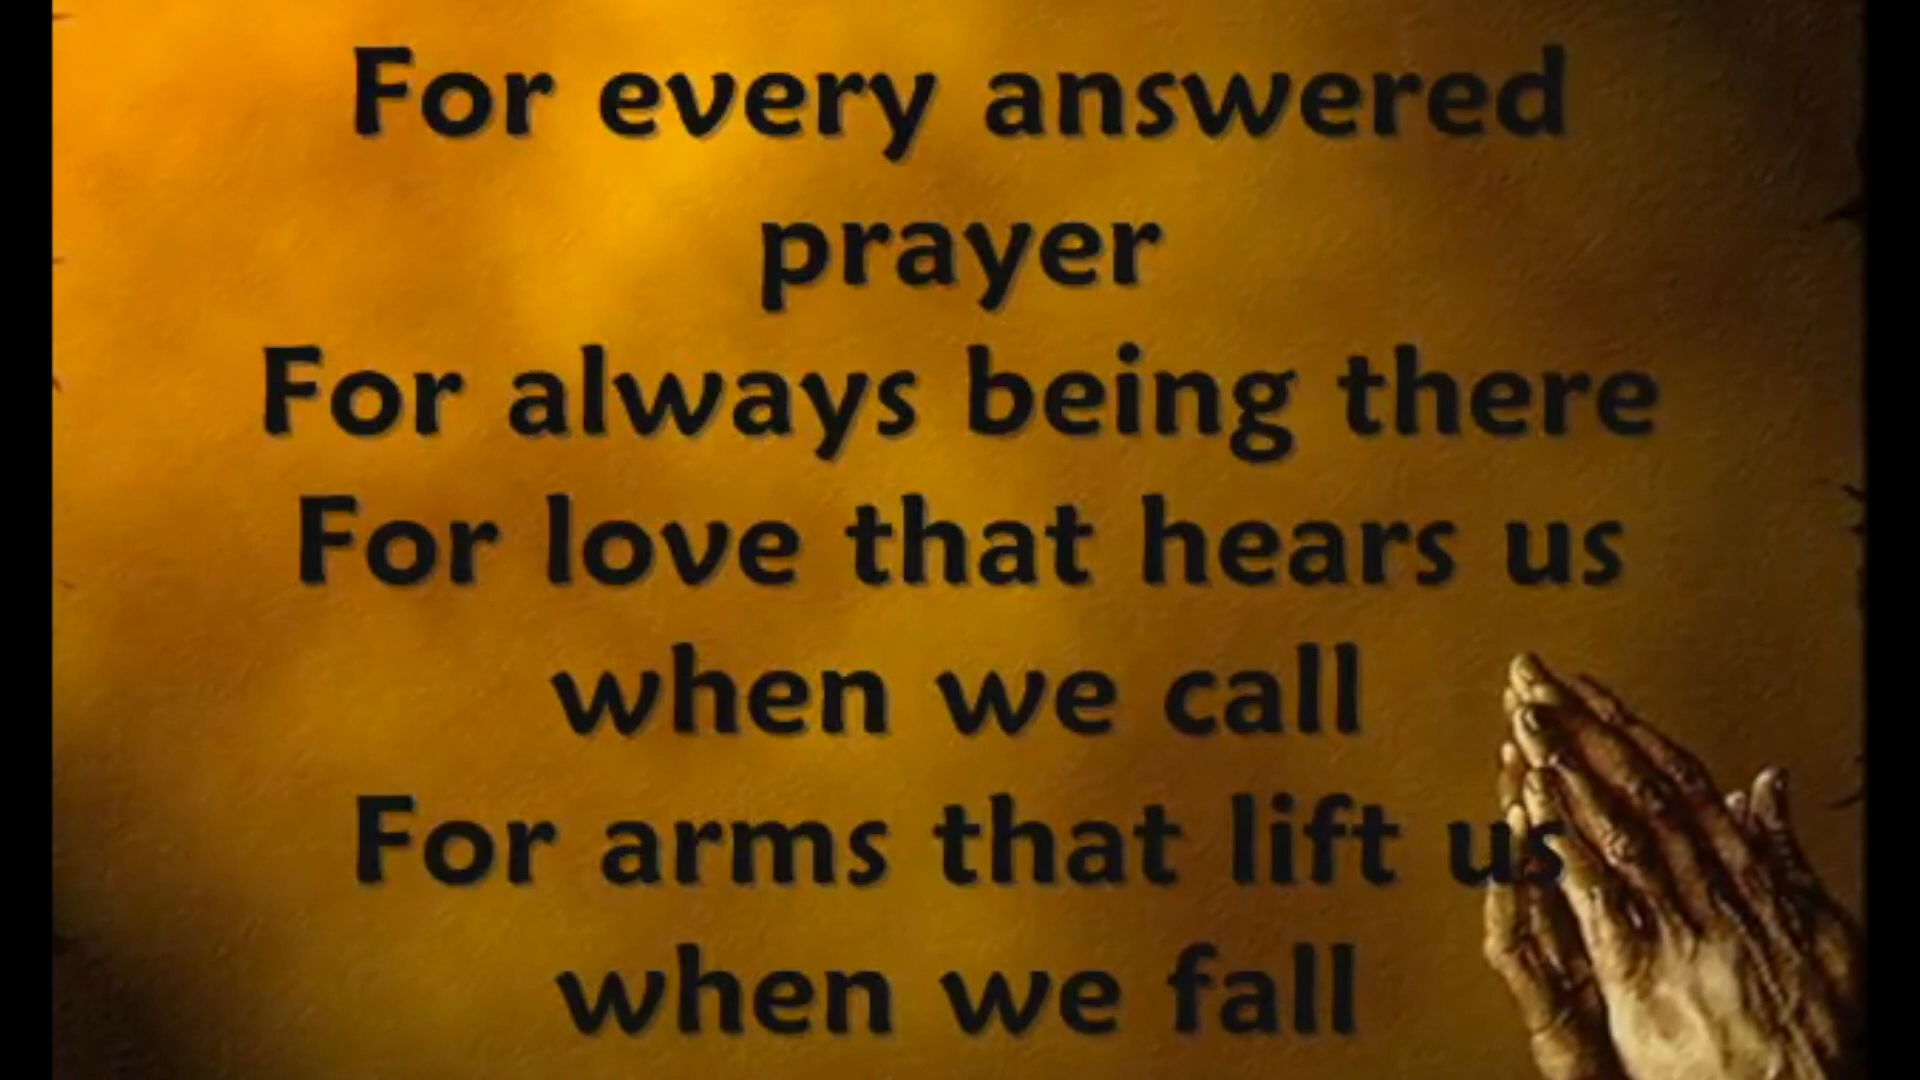 For every answered
prayer
For always being there
For love that hears us
when we call
For arms that lift us
when we fall